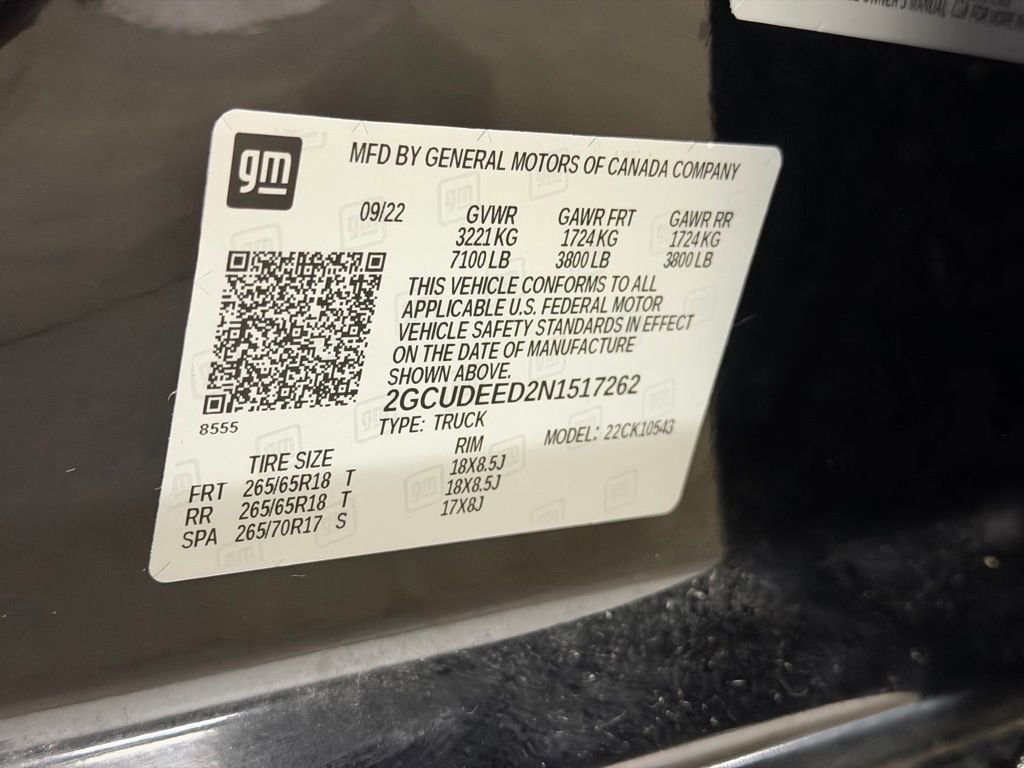 OWNER'S MANUAL
gm
MFD BY GENERAL MOTORS OF CANADA COMPANY
09/22 GVWR GAWR FRT GAWR RR
3221 KG 1724 KG 1724 KG
7100 LB 3800 LB 3800 LB
THIS VEHICLE CONFORMS TO ALL
APPLICABLE U.S. FEDERAL MOTOR
VEHICLE SAFETY STANDARDS IN EFFECT
ON THE DATE OF MANUFACTURE
SHOWN ABOVE.
2GCUDEED2N1517262
8555
TYPE: TRUCK MODEL: 22CK10543
TIRE SIZE RIM
FRT 265/65R18 T 18X8.5J
RR 265/65R18 T 18X8.5J
SPA 265/70R17 S 17X8J